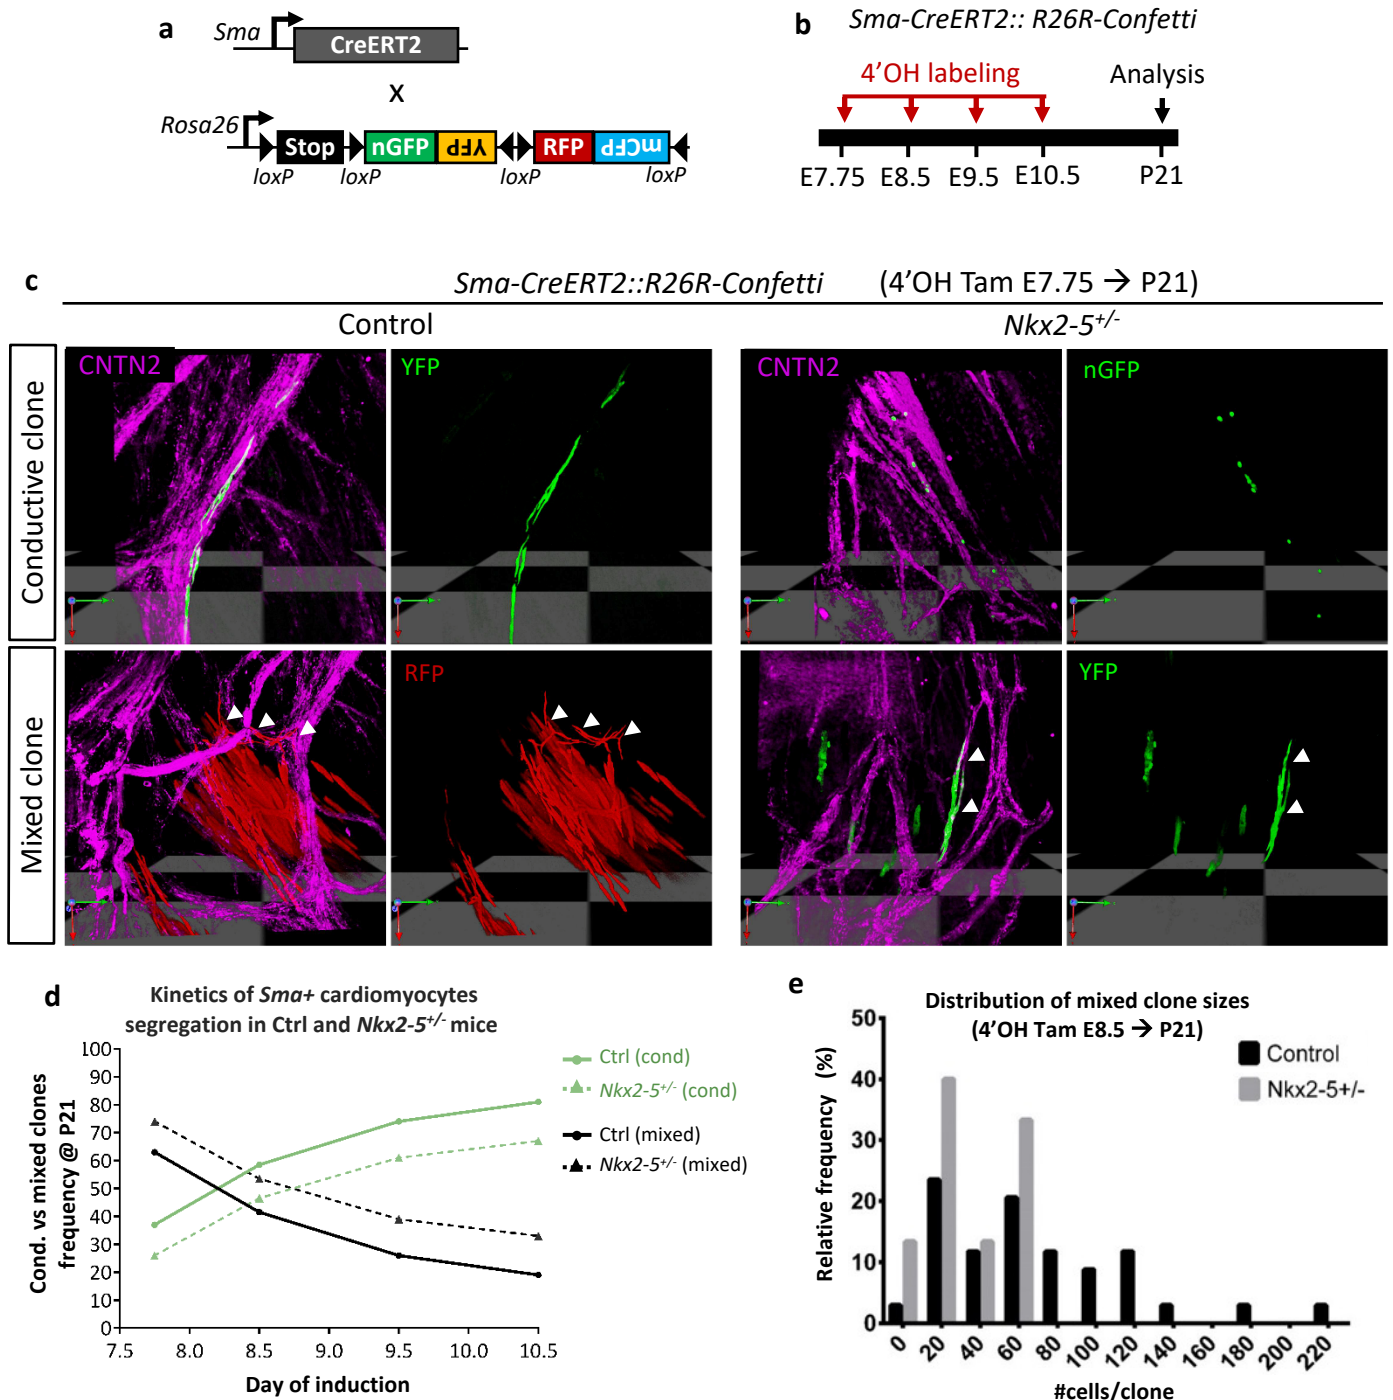 a
Sma
CreERT2
X
Rosa26
Stop
nGFP
YFP
RFP
mCFP
loxP
loxP
loxP
loxP
b
Sma-CreERT2:: R26R-Confetti
4’OH labeling
Analysis
E7.75
E8.5
E9.5
E10.5
P21
c
Sma-CreERT2::R26R-Confetti (4’OH Tam E7.75 → P21)
Control
Nkx2-5+/-
Conductive clone
CNTN2
YFP
CNTN2
nGFP
Mixed clone
RFP
YFP
d
Kinetics of Sma+ cardiomyocytes
segregation in Ctrl and Nkx2-5+/- mice
Cond. vs mixed clones
frequency @ P21
100
90
80
70
60
50
40
30
20
10
0
7.5
8.0
8.5
9.0
9.5
10.0
10.5
Day of induction
Ctrl (cond)
Nkx2-5+/- (cond)
Ctrl (mixed)
Nkx2-5+/- (mixed)
e
Distribution of mixed clone sizes
(4’OH Tam E8.5 → P21)
Relative frequency (%)
50
40
30
20
10
0
0
20
40
60
80
100
120
140
160
180
200
220
#cells/clone
Control
Nkx2-5+/-